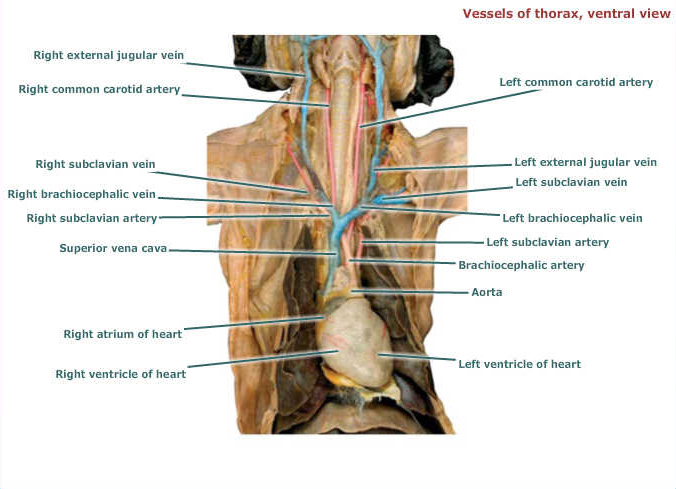 Vessels of thorax, ventral view
Right external jugular vein
Right common carotid artery
Left common carotid artery
Right subclavian vein
Left external jugular vein
Left subclavian vein
Right brachiocephalic vein
Right subclavian artery
Left brachiocephalic vein
Superior vena cava
Left subclavian artery
Brachiocephalic artery
Aorta
Right atrium of heart
Left ventricle of heart
Right ventricle of heart